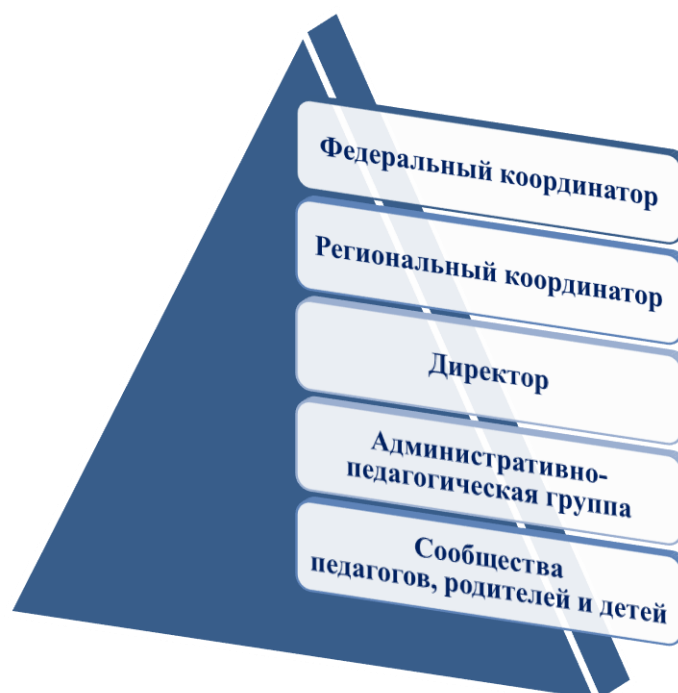 Федеральный координатор
Региональный координатор
Директор
Административно-
педагогическая группа
Сообщества
педагогов, родителей и детей